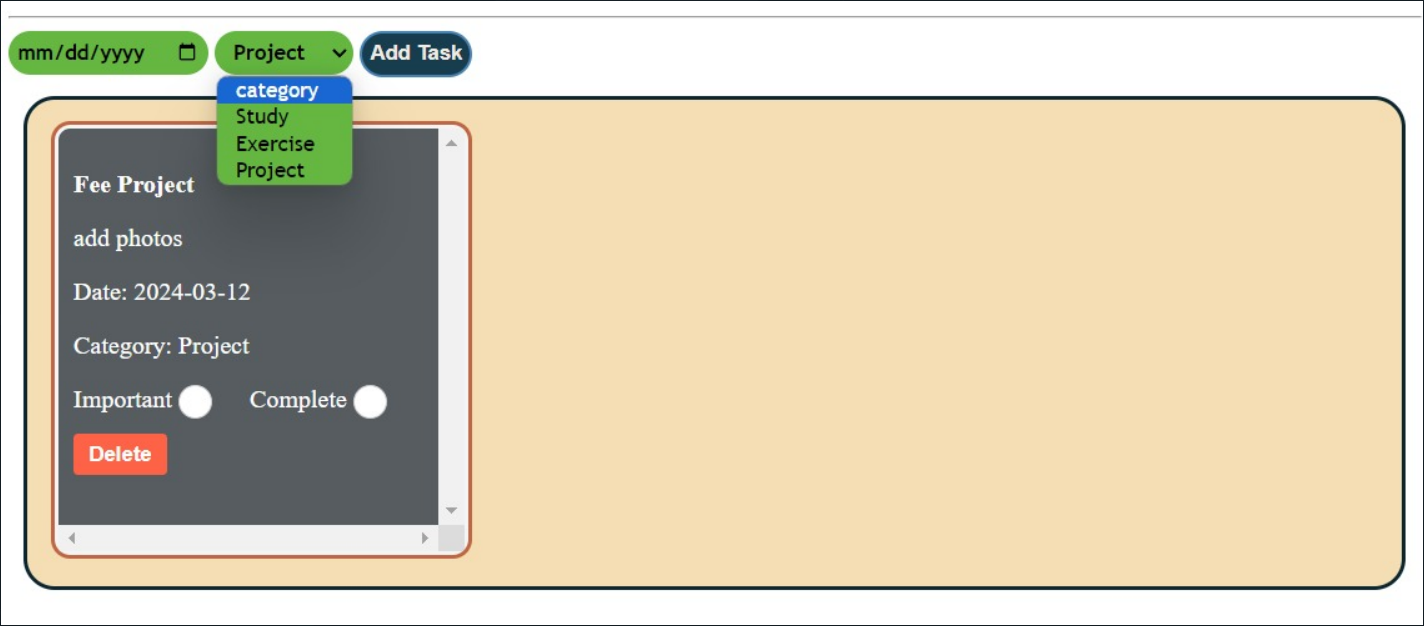 mm/dd/yyyy Project Add Task
category
Study
Exercise
Project
Fee Project
add photos
Date: 2024-03-12
Category: Project
Important Complete
Delete